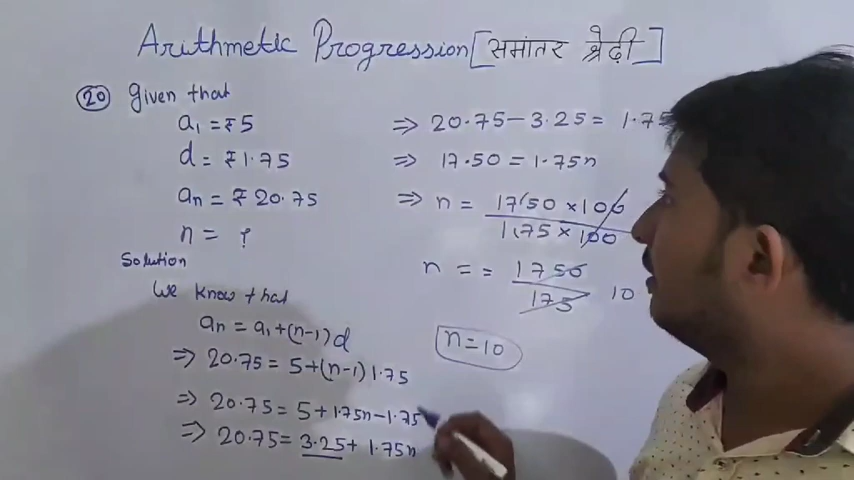 Arithmetic Progression [समांतर श्रेढ़ी]
20 Given that
a₁ = ₹5
d = ₹1.75
aₙ = ₹20.75
n = ?
Solution
We know that
aₙ = a₁+(n-1)d
⇒ 20.75 = 5+(n-1)1.75
⇒ 20.75 = 5+1.75n-1.75
⇒ 20.75 = 3.25+1.75n
⇒ 20.75-3.25 = 1.75
⇒ 17.50 = 1.75n
⇒ n = 17.50 ×100 / 1.75 × 100
n = = 1750 / 175 10
n=10